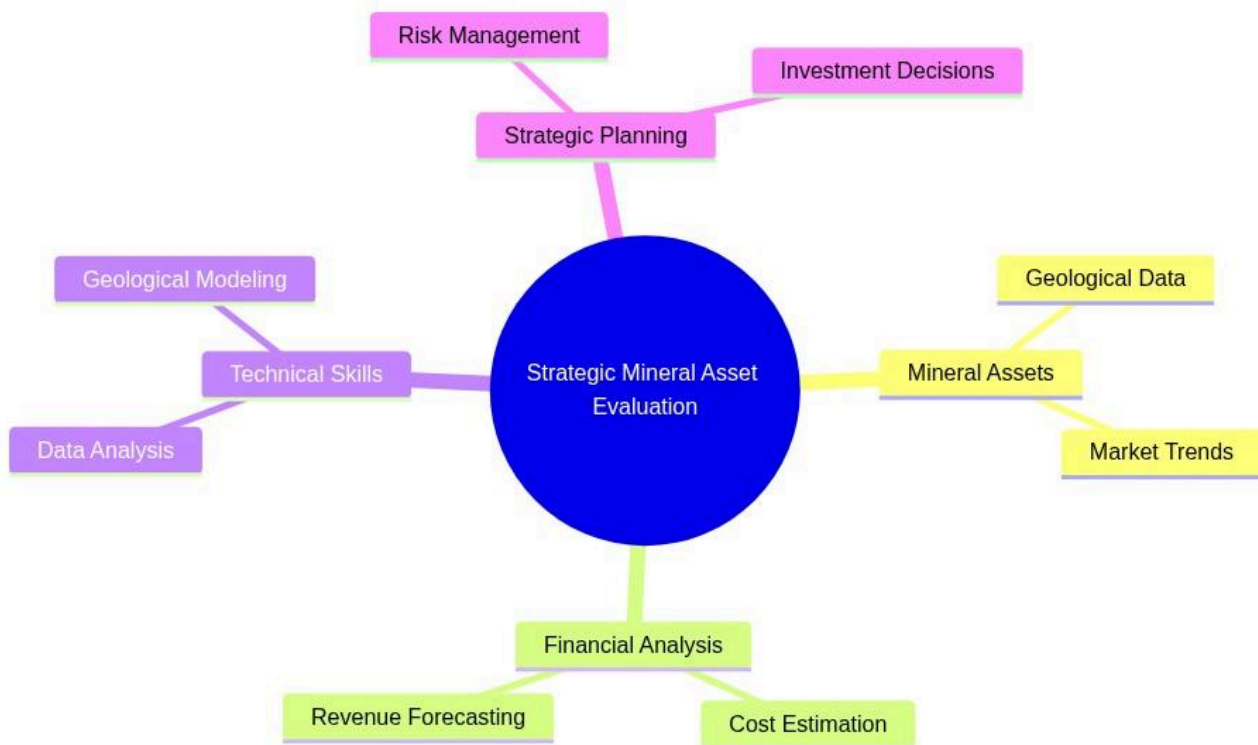 Risk Management
Investment Decisions
Strategic Planning
Geological Modeling
Geological Data
Technical Skills
Strategic Mineral Asset
Evaluation
Mineral Assets
Data Analysis
Market Trends
Financial Analysis
Revenue Forecasting
Cost Estimation